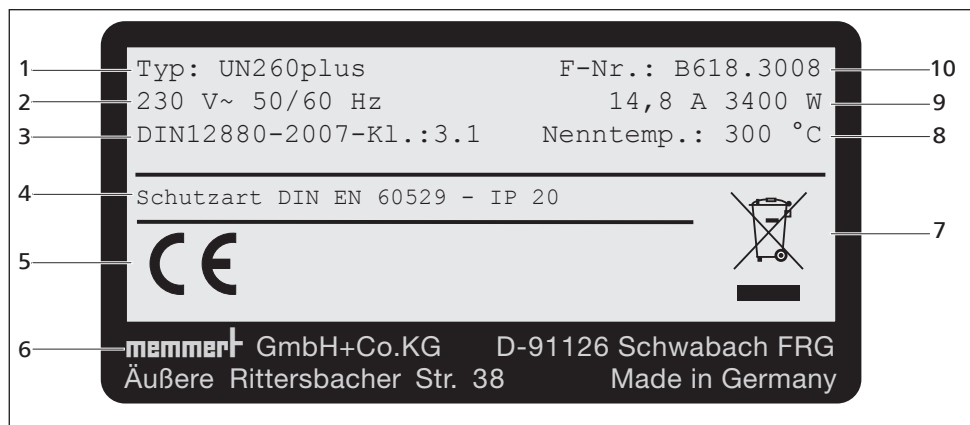 1 Typ: UN260plus F-Nr.: B618.3008 10
2 230 V~ 50/60 Hz 14,8 A 3400 W 9
3 DIN12880-2007-Kl.:3.1 Nenntemp.: 300 °C 8
4 Schutzart DIN EN 60529 - IP 20
5 CE 7
6 memmert GmbH+Co.KG D-91126 Schwabach FRG
Äußere Rittersbacher Str. 38 Made in Germany